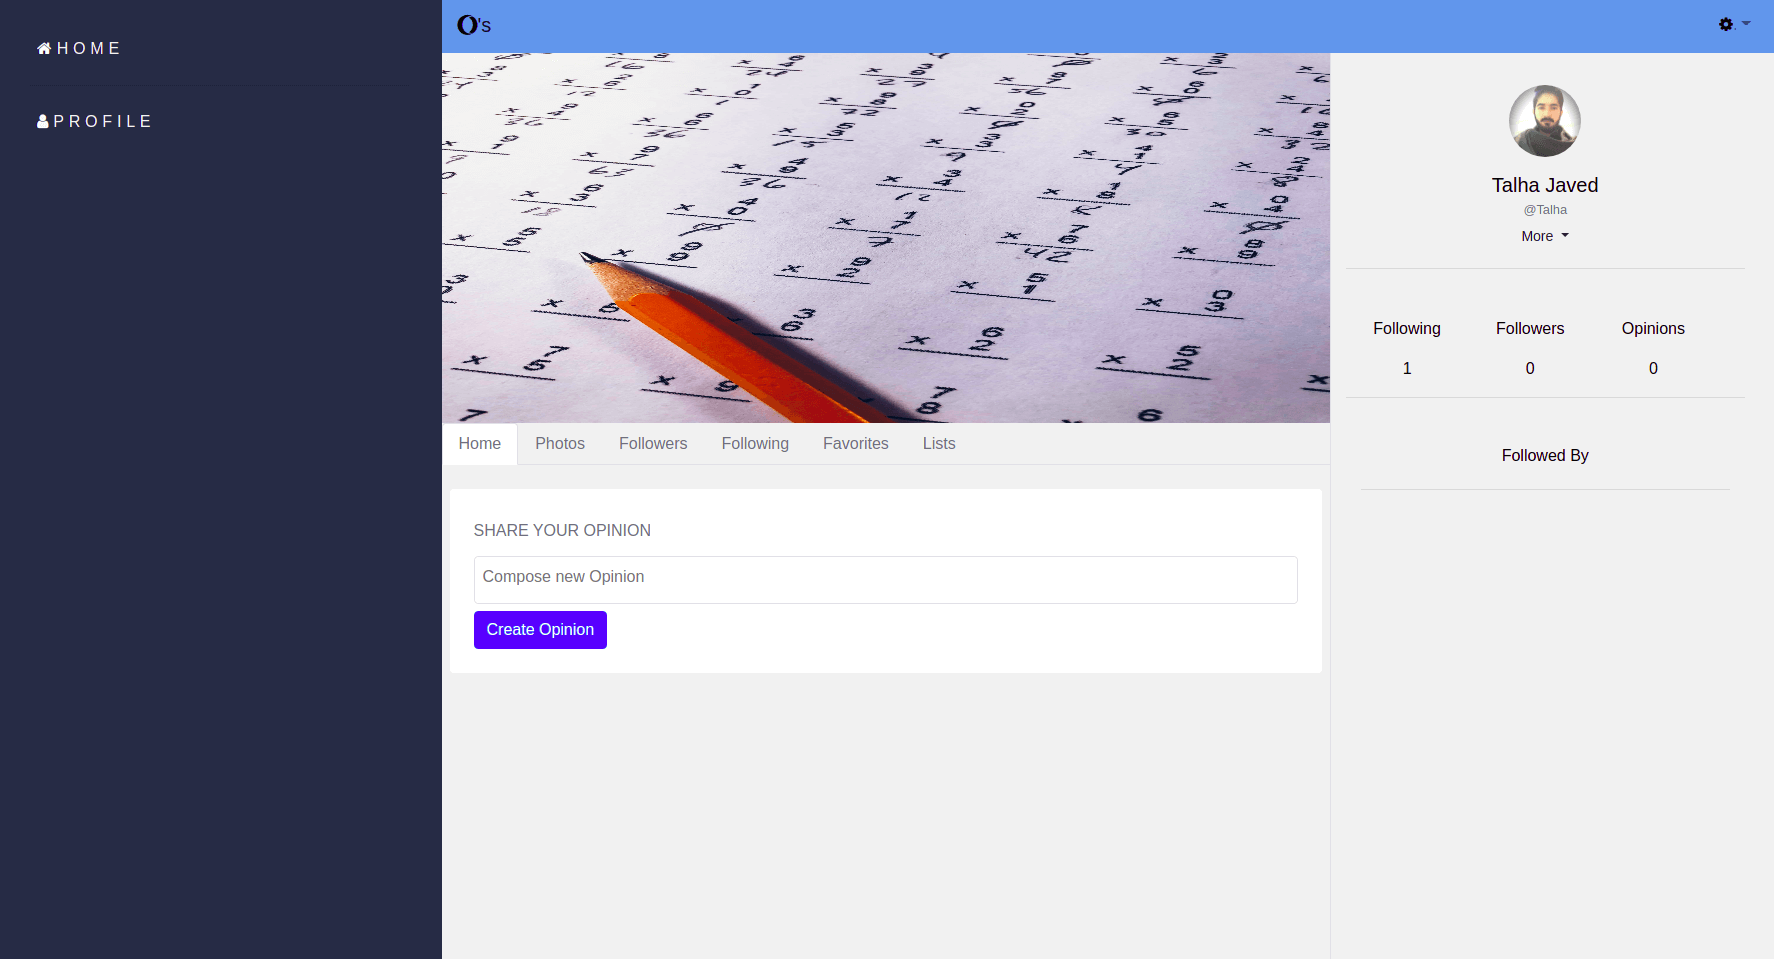 HOME
PROFILE
O's
Home Photos Followers Following Favorites Lists
SHARE YOUR OPINION
Compose new Opinion
Create Opinion
Talha Javed
@Talha
More
Following Followers Opinions
1 0 0
Followed By